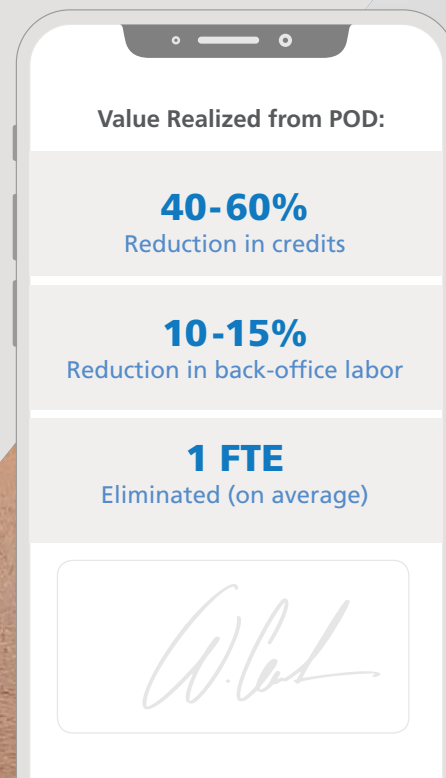 Value Realized from POD:
40-60%
Reduction in credits
10-15%
Reduction in back-office labor
1 FTE
Eliminated (on average)